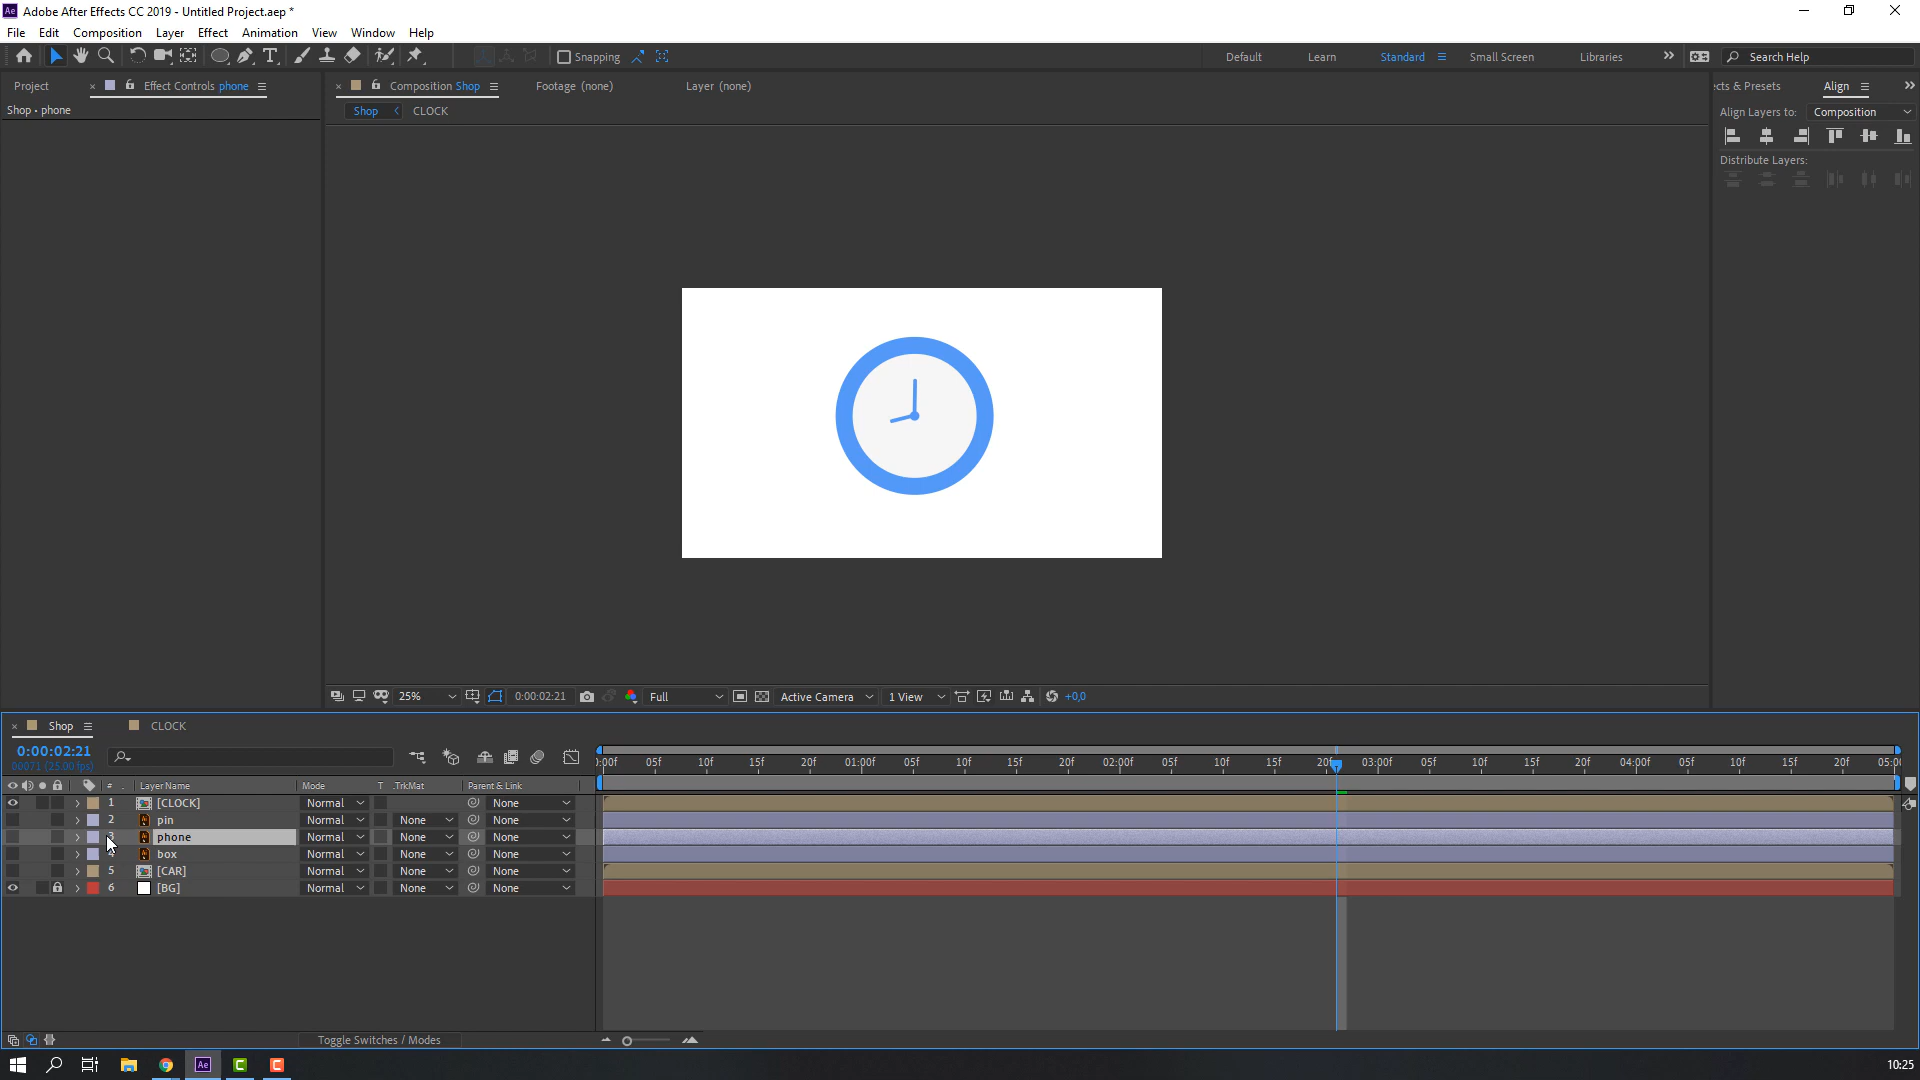 Adobe After Effects CC 2019 - Untitled Project.aep *
File Edit Composition Layer Effect Animation View Window Help
Snapping Default Learn Standard Small Screen Libraries Search Help
Project Effect Controls phone Composition Shop Footage (none) Layer (none) cts & Presets Align
Shop • phone Shop CLOCK Align Layers to: Composition
Distribute Layers:
25% 0:00:02:21 Full Active Camera 1 View +0,0
Shop CLOCK
0:00:02:21
00071 (25.00 fps)
:00f 05f 10f 15f 20f 01:00f 05f 10f 15f 20f 02:00f 05f 10f 15f 20f 03:00f 05f 10f 15f 20f 04:00f 05f 10f 15f 20f 05:00
# Layer Name Mode T .TrkMat Parent & Link
1 [CLOCK] Normal None
2 pin Normal None None
3 phone Normal None None
4 box Normal None None
5 [CAR] Normal None None
6 [BG] Normal None None
Toggle Switches / Modes
10:25